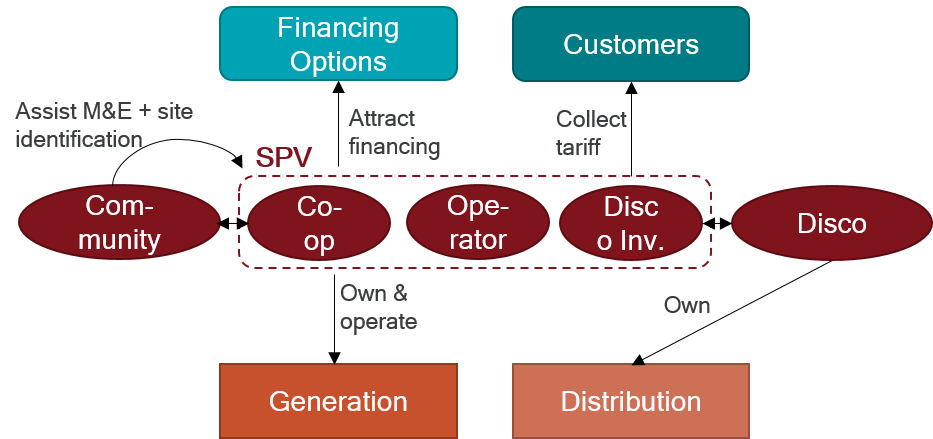 Financing
Options
Customers
Assist M&E + site
identification
Attract
financing
Collect
tariff
SPV
Com-
munity
Co-
op
Ope-
rator
Disc
o Inv.
Disco
Own &
operate
Own
Generation
Distribution